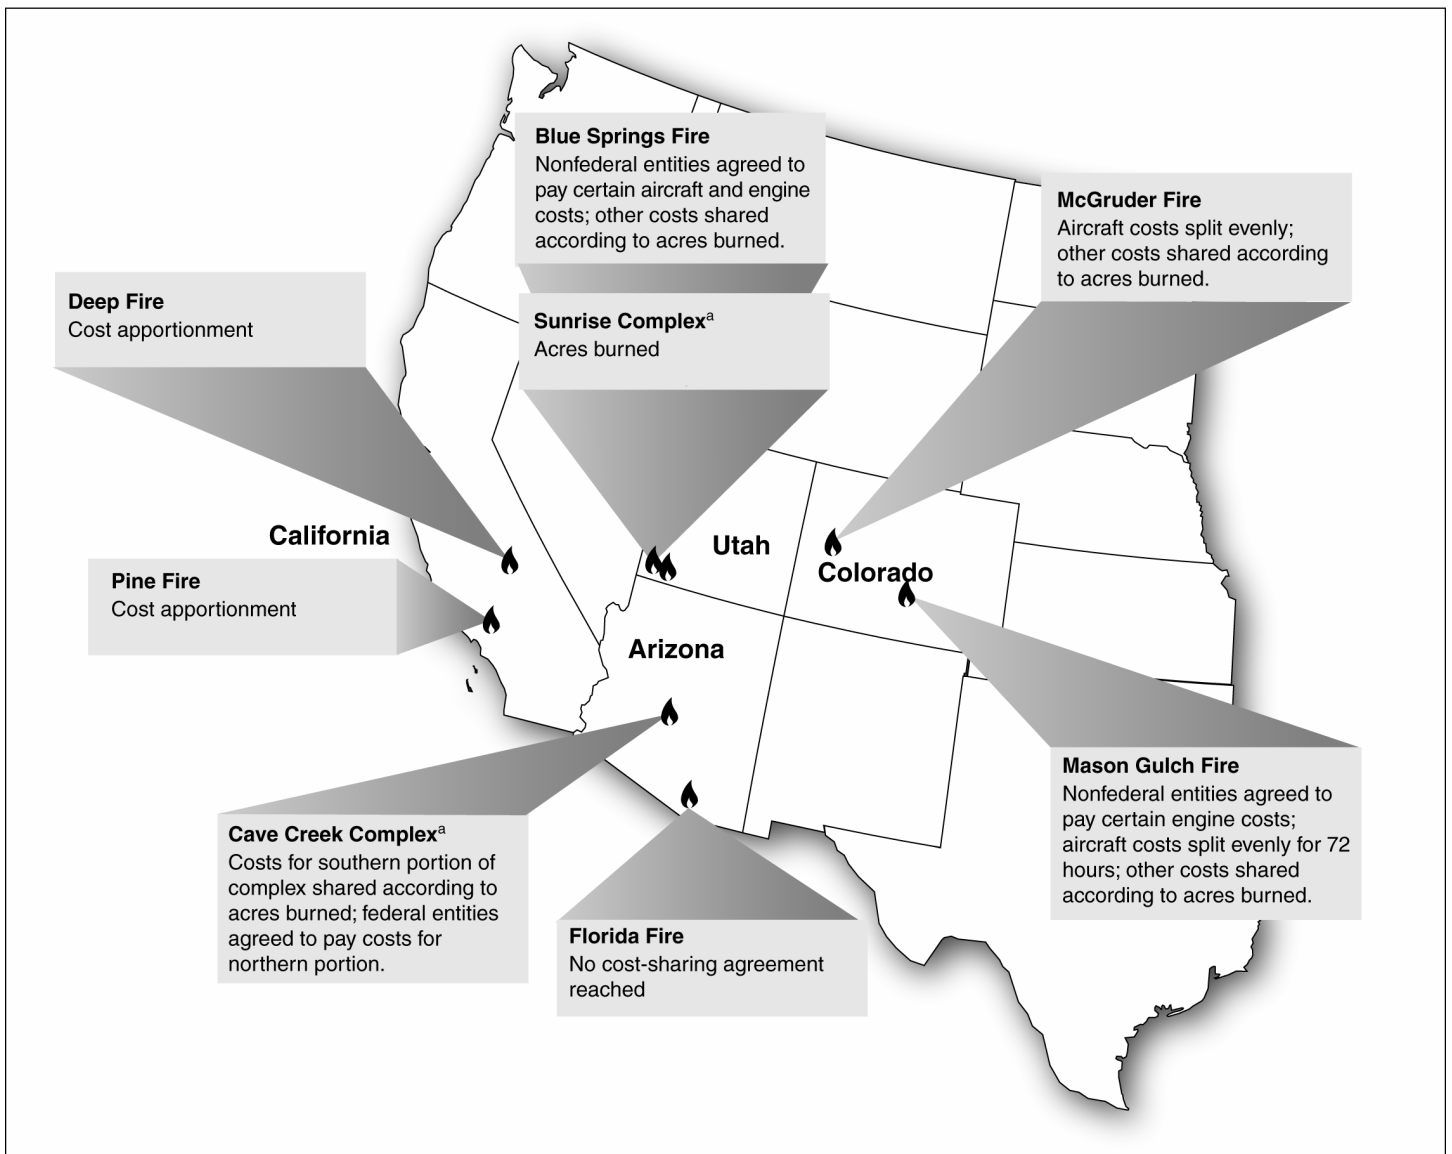 Blue Springs Fire
Nonfederal entities agreed to
pay certain aircraft and engine
costs; other costs shared
according to acres burned.
McGruder Fire
Aircraft costs split evenly;
other costs shared according
to acres burned.
Deep Fire
Cost apportionment
Sunrise Complexa
Acres burned
California
Utah
Colorado
Pine Fire
Cost apportionment
Arizona
Mason Gulch Fire
Nonfederal entities agreed to
pay certain engine costs;
aircraft costs split evenly for 72
hours; other costs shared
according to acres burned.
Cave Creek Complexa
Costs for southern portion of
complex shared according to
acres burned; federal entities
agreed to pay costs for
northern portion.
Florida Fire
No cost-sharing agreement
reached